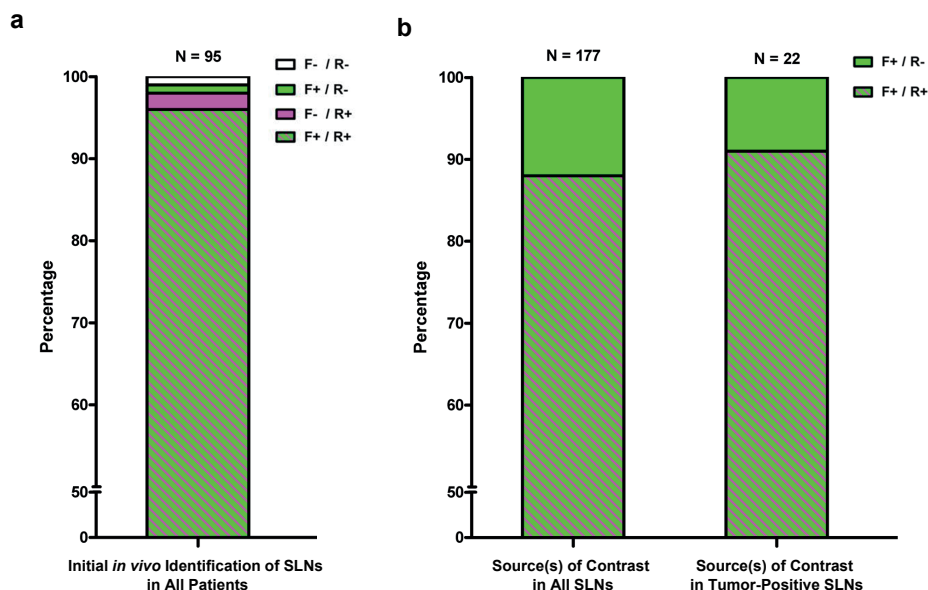 a
N = 95
F- / R-
F+ / R-
F- / R+
F+ / R+
100
90
80
70
60
50
0
Percentage
Initial in vivo Identification of SLNs
in All Patients
b
N = 177
N = 22
F+ / R-
F+ / R+
100
90
80
70
60
50
0
Percentage
Source(s) of Contrast
in All SLNs
Source(s) of Contrast
in Tumor-Positive SLNs